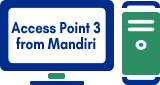 Access Point 3
from Mandiri